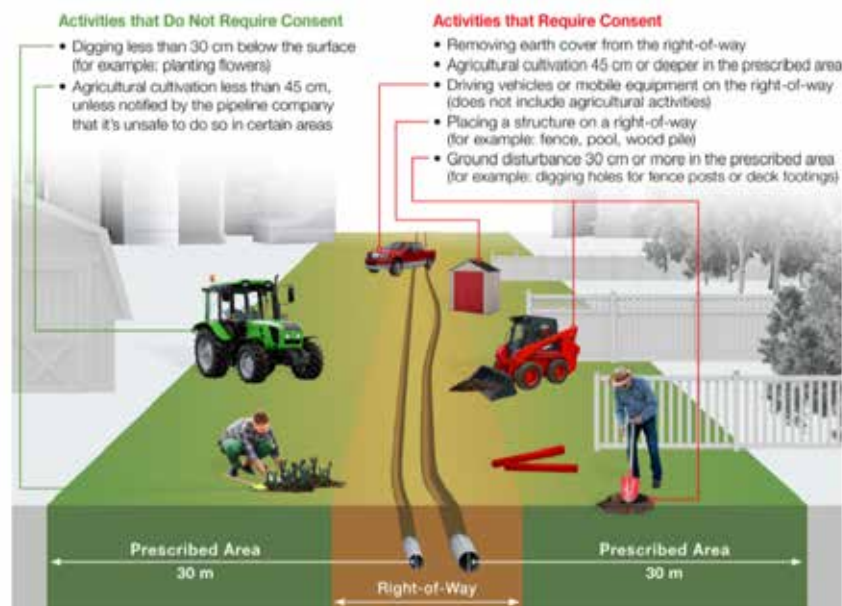 Activities that Do Not Require Consent
• Digging less than 30 cm below the surface
(for example: planting flowers)
• Agricultural cultivation less than 45 cm,
unless notified by the pipeline company
that it's unsafe to do so in certain areas
Activities that Require Consent
• Removing earth cover from the right-of-way
• Agricultural cultivation 45 cm or deeper in the prescribed area
• Driving vehicles or mobile equipment on the right-of-way
(does not include agricultural activities)
• Placing a structure on a right-of-way
(for example: fence, pool, wood pile)
• Ground disturbance 30 cm or more in the prescribed area
(for example: digging holes for fence posts or deck footings)
Prescribed Area
30 m
Prescribed Area
30 m
Right-of-Way